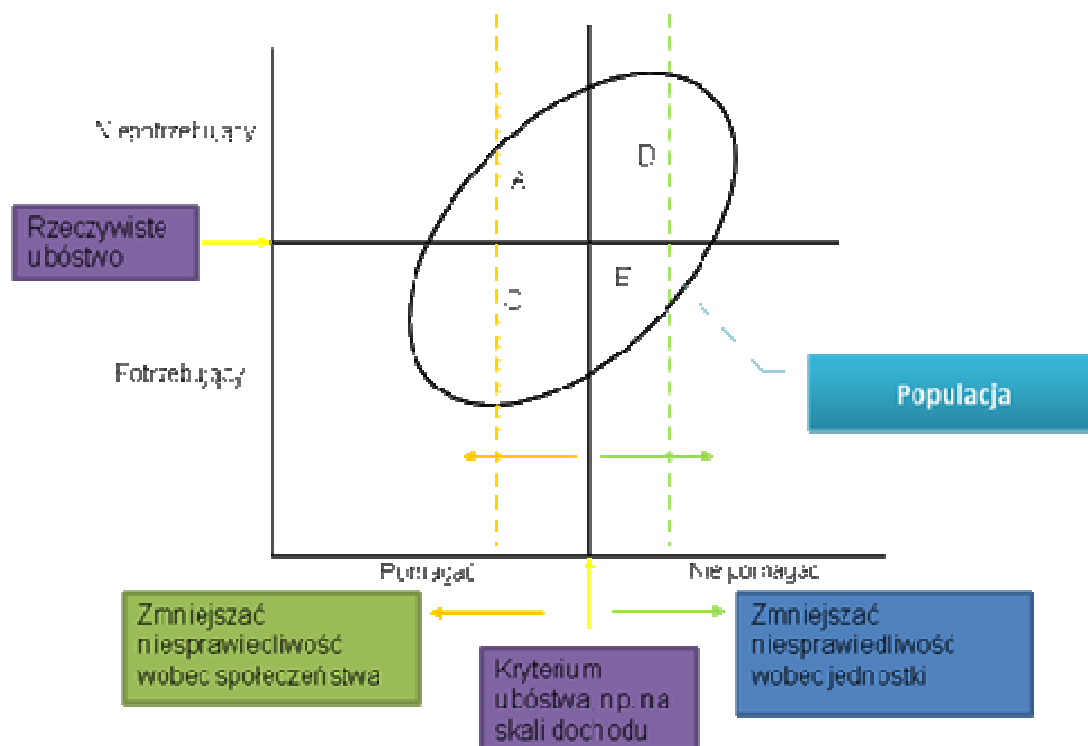 Niepotrzebujący
D
A
Rzeczywiste
ubóstwo
E
C
Potrzebujący
Populacja
Pomagać
Nie pomagać
Zmniejszać
niesprawiecliwość
wobec społeczeństwa
Zmniejszać
niesprawiedliwość
wobec jednostki
Kryterium
ubóstwa, np. na
skali dochodu